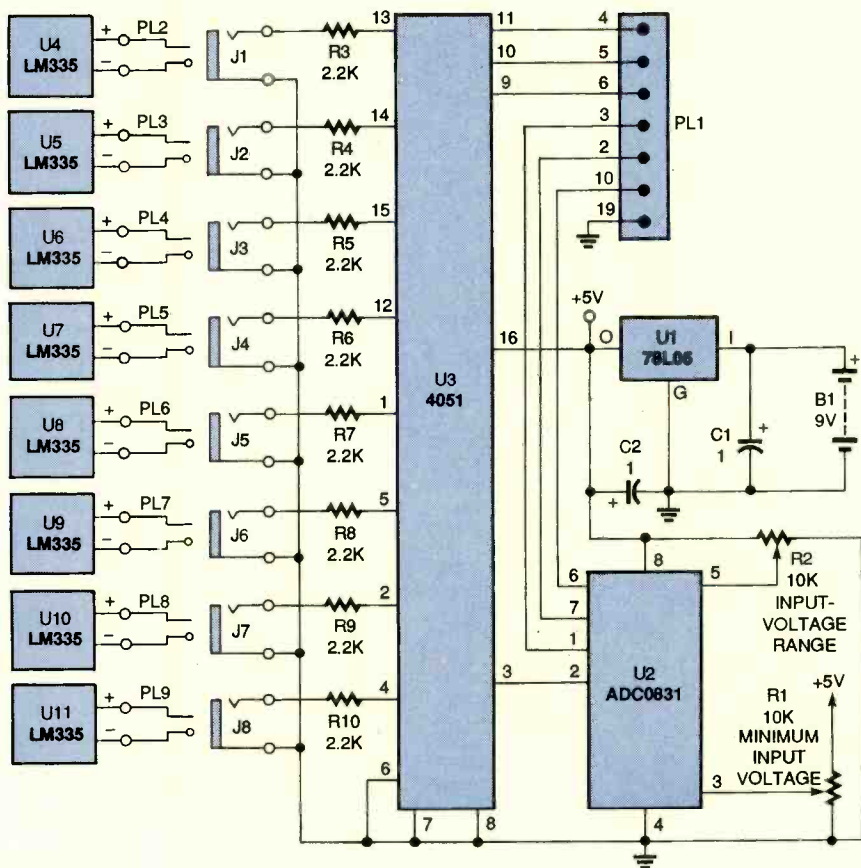 U4
LM335
+
−
PL2
J1
R3
2.2K
13
U5
LM335
+
−
PL3
J2
R4
2.2K
14
U6
LM335
+
−
PL4
J3
R5
2.2K
15
U7
LM335
+
−
PL5
J4
R6
2.2K
12
U8
LM335
+
−
PL6
J5
R7
2.2K
1
U9
LM335
+
−
PL7
J6
R8
2.2K
5
U10
LM335
+
−
PL8
J7
R9
2.2K
2
U11
LM335
+
−
PL9
J8
R10
2.2K
4
6
7
8
U3
4051
11
10
9
16
3
4
5
6
3
2
10
19
PL1
+5V
O
U1
78L05
I
G
C2
1
+
C1
1
+
+
B1
9V
8
6
7
1
2
U2
ADC0831
5
3
4
R2
10K
INPUT-
VOLTAGE
RANGE
+5V
R1
10K
MINIMUM
INPUT
VOLTAGE